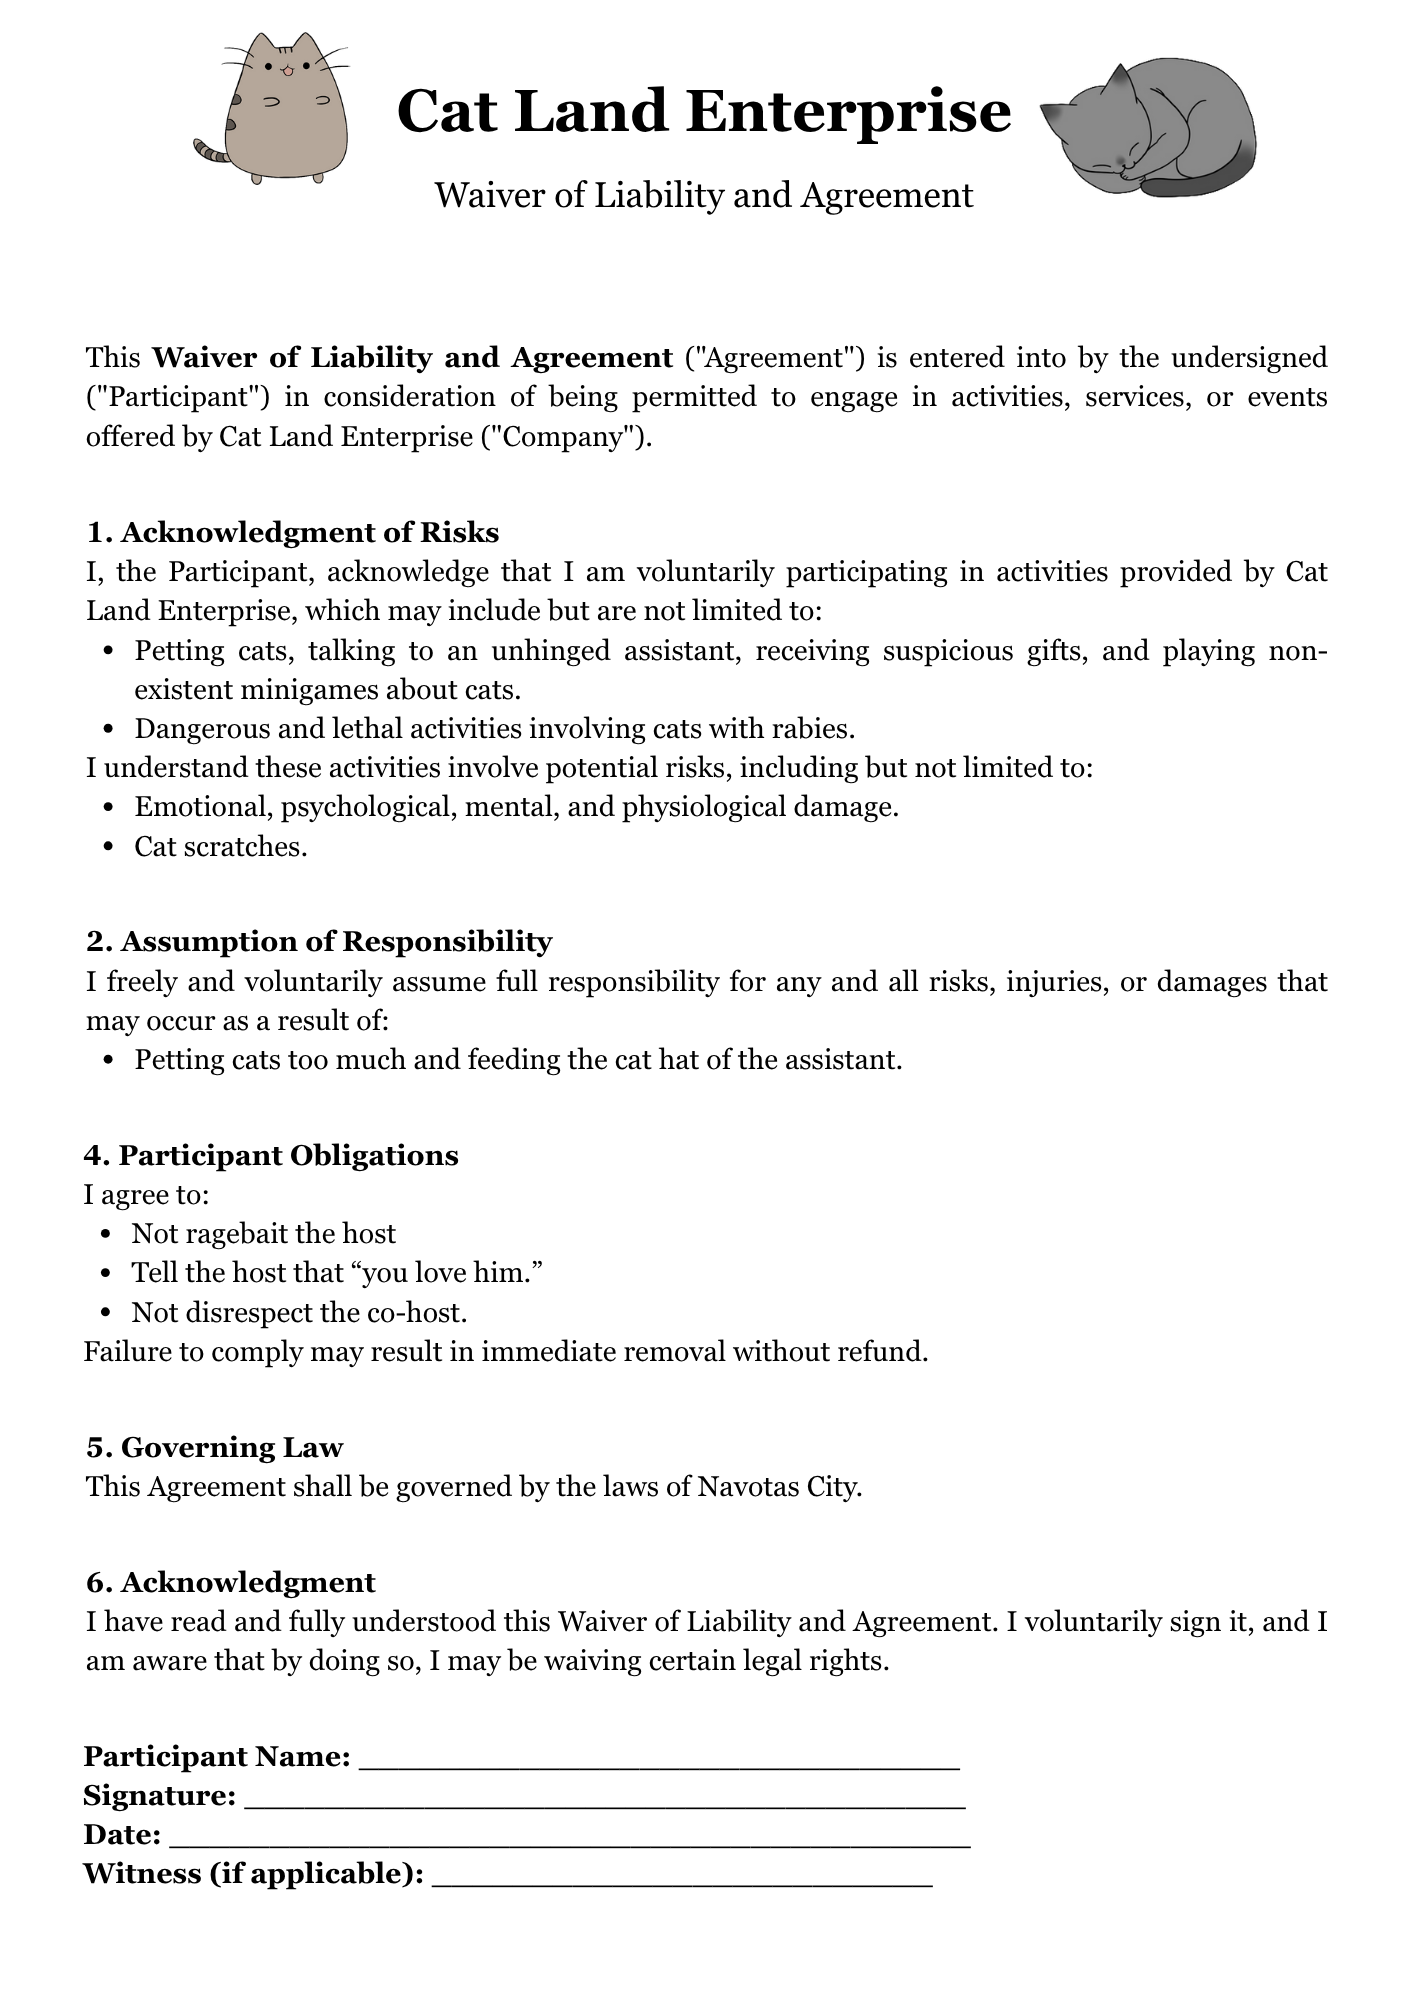 Cat Land Enterprise
Waiver of Liability and Agreement
This Waiver of Liability and Agreement ("Agreement") is entered into by the undersigned
("Participant") in consideration of being permitted to engage in activities, services, or events
offered by Cat Land Enterprise ("Company").
1. Acknowledgment of Risks
I, the Participant, acknowledge that I am voluntarily participating in activities provided by Cat
Land Enterprise, which may include but are not limited to:
• Petting cats, talking to an unhinged assistant, receiving suspicious gifts, and playing non-
existent minigames about cats.
• Dangerous and lethal activities involving cats with rabies.
I understand these activities involve potential risks, including but not limited to:
• Emotional, psychological, mental, and physiological damage.
• Cat scratches.
2. Assumption of Responsibility
I freely and voluntarily assume full responsibility for any and all risks, injuries, or damages that
may occur as a result of:
• Petting cats too much and feeding the cat hat of the assistant.
4. Participant Obligations
I agree to:
• Not ragebait the host
• Tell the host that “you love him.”
• Not disrespect the co-host.
Failure to comply may result in immediate removal without refund.
5. Governing Law
This Agreement shall be governed by the laws of Navotas City.
6. Acknowledgment
I have read and fully understood this Waiver of Liability and Agreement. I voluntarily sign it, and I
am aware that by doing so, I may be waiving certain legal rights.
Participant Name: ______________________________
Signature: ____________________________________
Date: ________________________________________
Witness (if applicable): _________________________